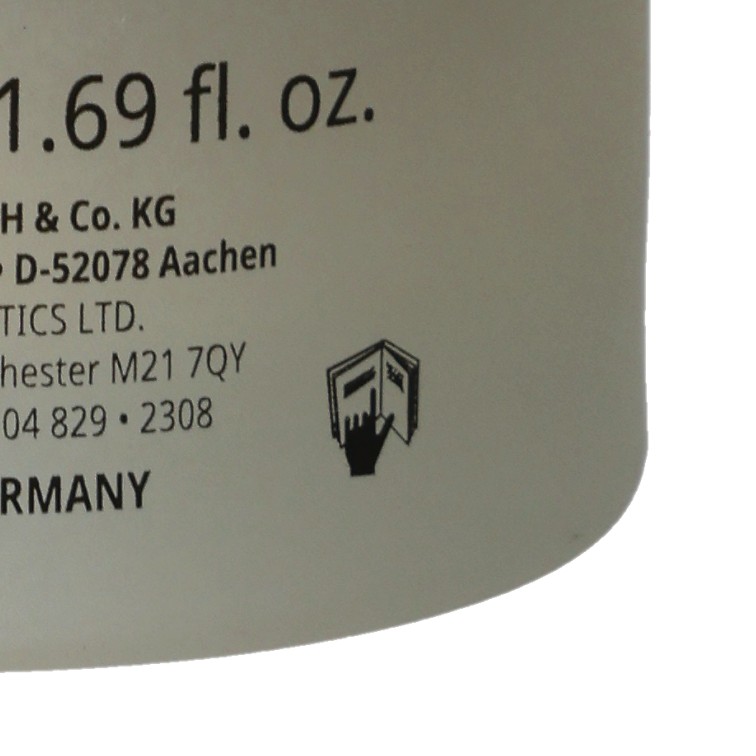 1.69 fl. oz.
H & Co. KG
• D-52078 Aachen
TICS LTD.
hester M21 7QY
04 829 • 2308
RMANY